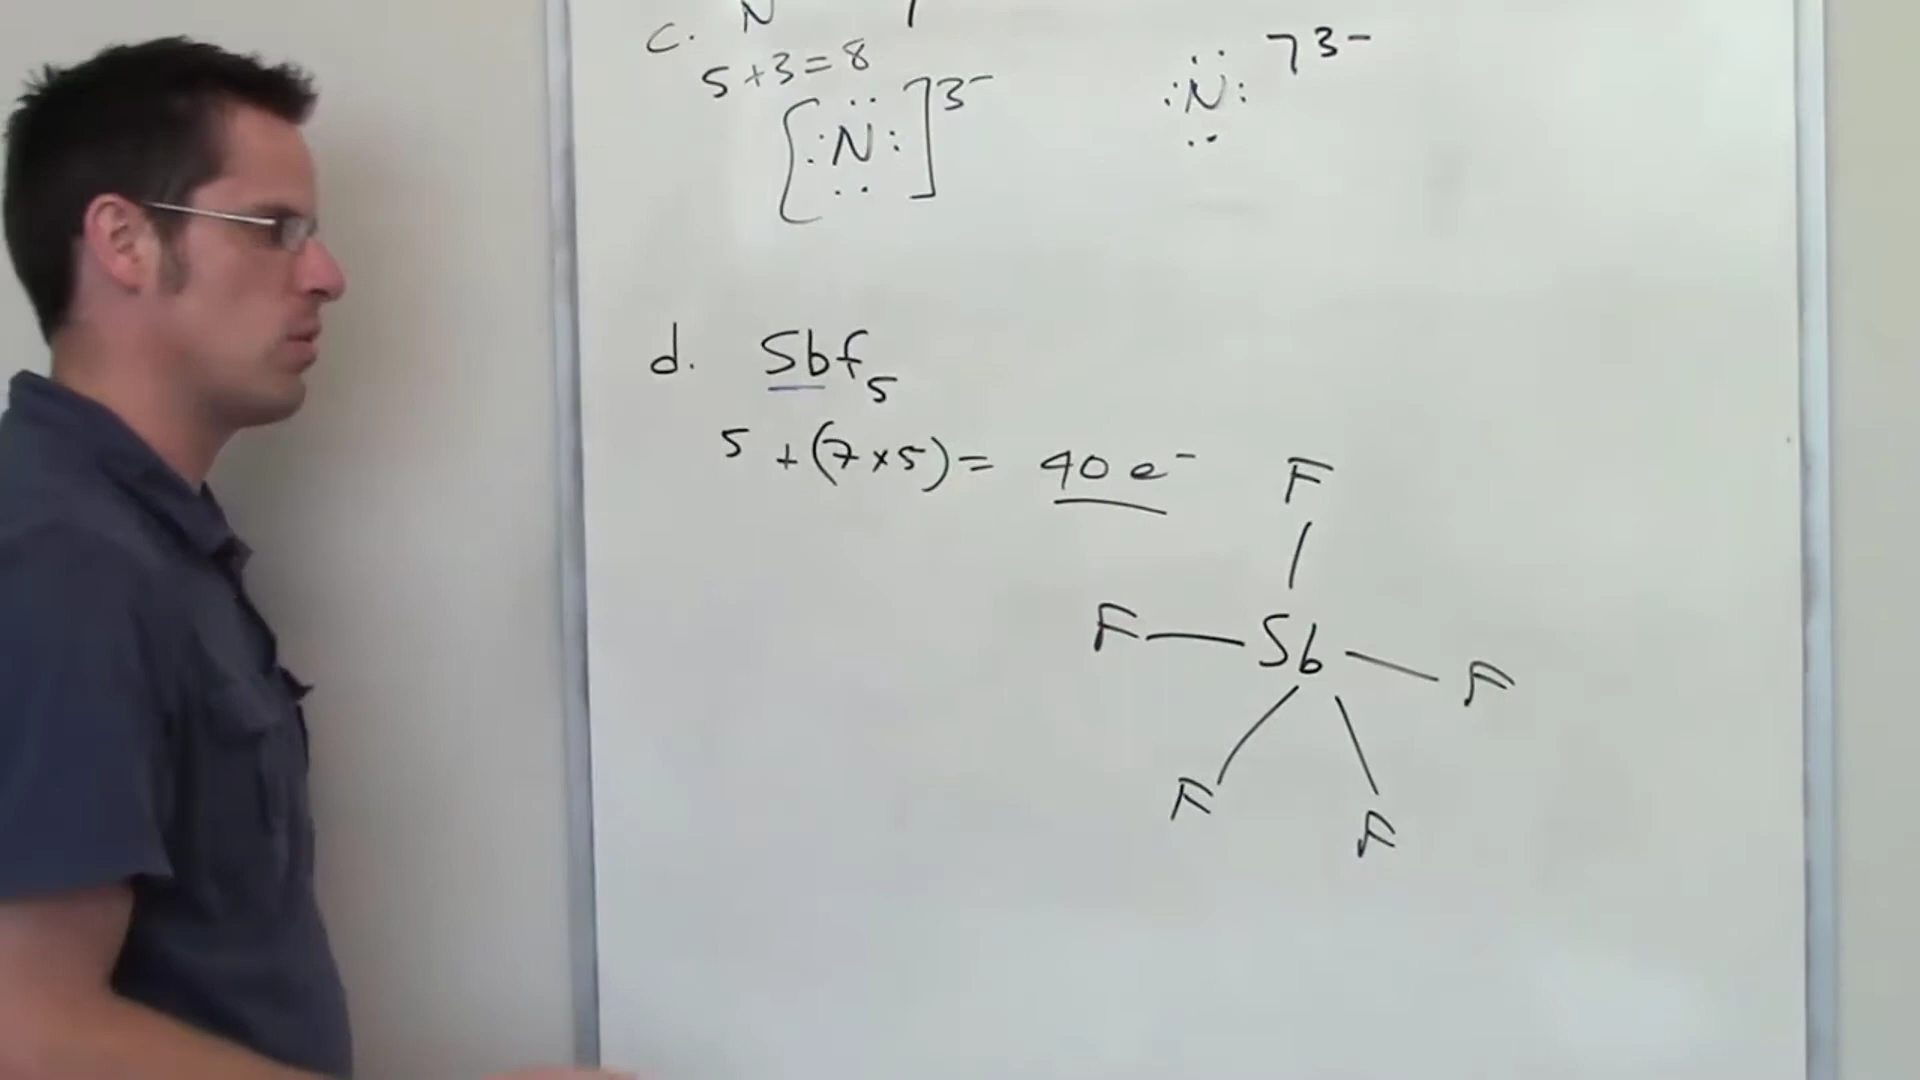 c. N
5+3=8
[:N̈:]³⁻ :N̈: ]³⁻
d. Sbf₅
5 + (7×5) = 40 e⁻
F
F — Sb — F
F F